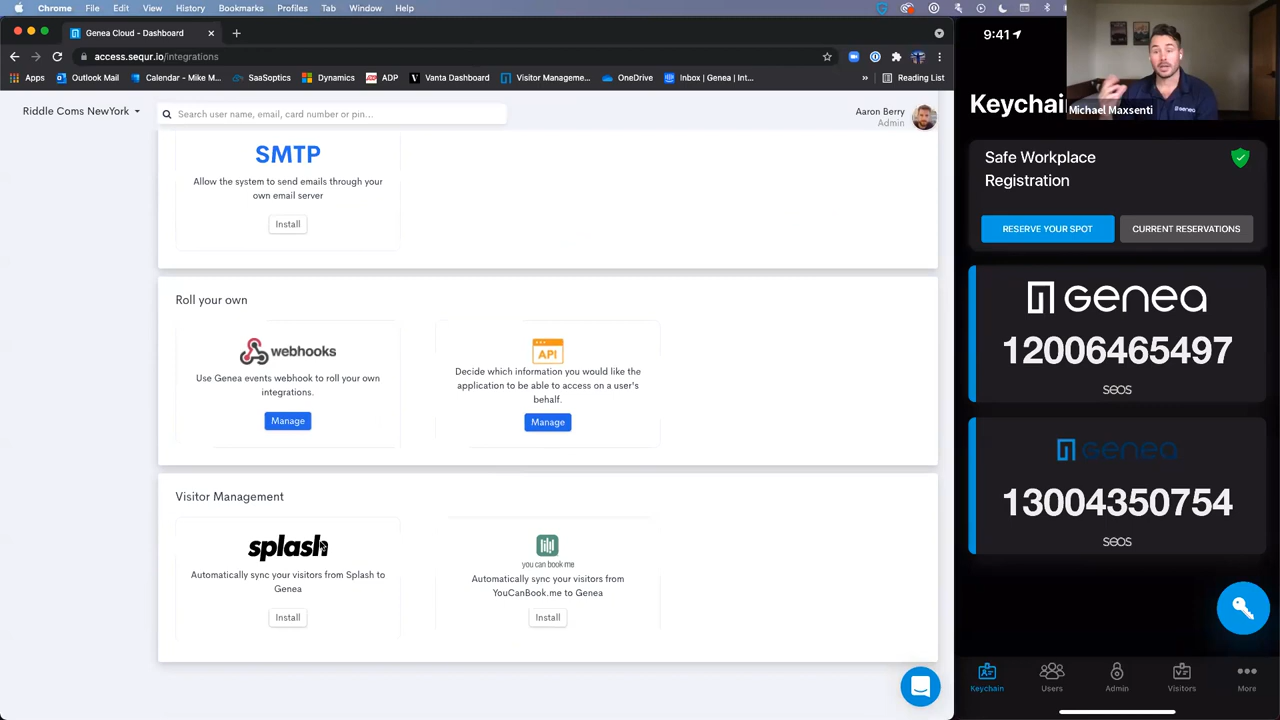 Chrome File Edit View History Bookmarks Profiles Tab Window Help
Genea Cloud - Dashboard
access.sequr.io/integrations
Apps Outlook Mail Calendar - Mike M... SaaSoptics Dynamics ADP Vanta Dashboard Visitor Manageme... OneDrive Inbox | Genea | Int... » Reading List
Riddle Coms NewYork
Search user name, email, card number or pin...
Aaron Berry
Admin
SMTP
Allow the system to send emails through your
own email server
Install
Roll your own
webhooks
Use Genea events webhook to roll your own
integrations.
Manage
API
Decide which information you would like the
application to be able to access on a user's
behalf.
Manage
Visitor Management
splash
Automatically sync your visitors from Splash to
Genea
Install
you can book me
Automatically sync your visitors from
YouCanBook.me to Genea
Install
9:41
Keychai
Michael Maxsenti
genea
Safe Workplace
Registration
RESERVE YOUR SPOT
CURRENT RESERVATIONS
Genea
12006465497
seos
Genea
13004350754
seos
Keychain Users Admin Visitors More